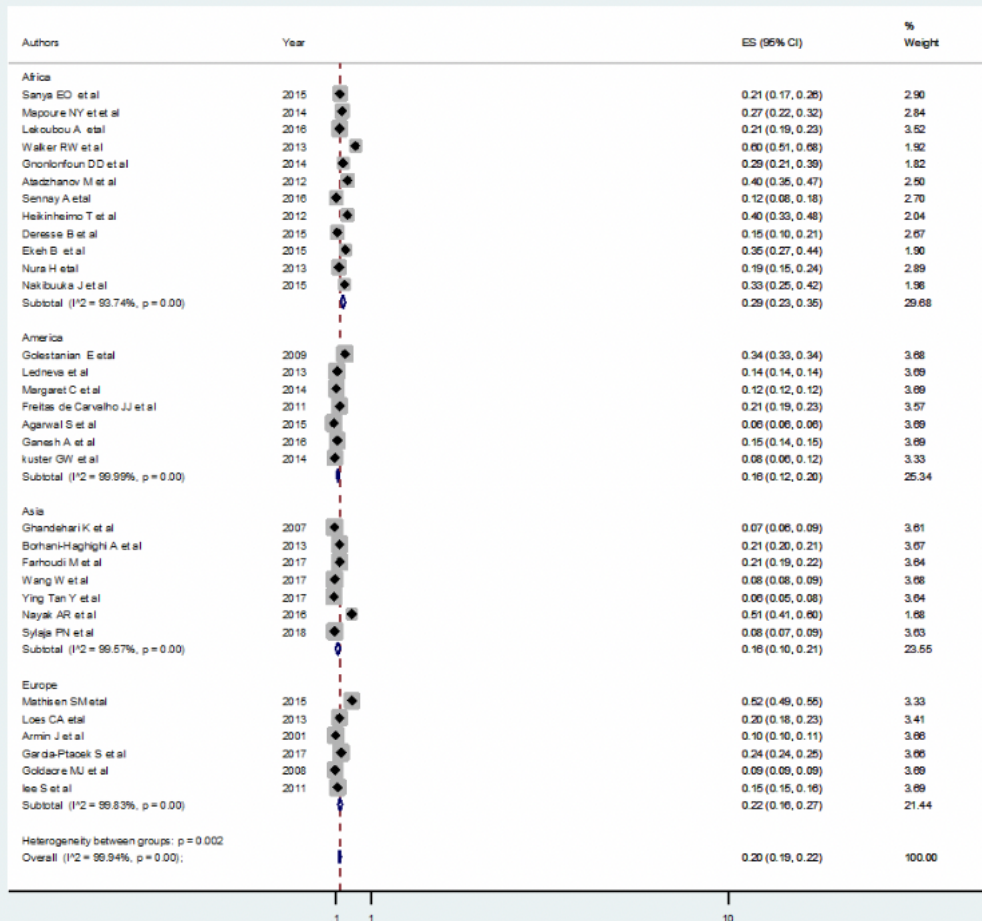 Authors Year ES (95% CI) % Weight
Africa
Sanya EO et al 2015 0.21 (0.17, 0.26) 2.90
Mapoure NY et et al 2014 0.27 (0.22, 0.32) 2.84
Lekoubou A etal 2016 0.21 (0.19, 0.23) 3.52
Walker RW et al 2013 0.60 (0.51, 0.68) 1.92
Gnonlonfoun DD et al 2014 0.29 (0.21, 0.39) 1.82
Atadzhanov M et al 2012 0.40 (0.35, 0.47) 2.50
Sennay A etal 2016 0.12 (0.08, 0.18) 2.70
Heikinheimo T et al 2012 0.40 (0.33, 0.48) 2.04
Deresse B et al 2015 0.15 (0.10, 0.21) 2.67
Ekeh B et al 2015 0.35 (0.27, 0.44) 1.90
Nura H etal 2013 0.19 (0.15, 0.24) 2.89
Nakibuuka J et al 2015 0.33 (0.25, 0.42) 1.98
Subtotal (I^2 = 93.74%, p = 0.00) 0.29 (0.23, 0.35) 29.68
America
Golestanian E etal 2009 0.34 (0.33, 0.34) 3.68
Ledneva et al 2013 0.14 (0.14, 0.14) 3.69
Margaret C et al 2014 0.12 (0.12, 0.12) 3.69
Freitas de Carvalho JJ et al 2011 0.21 (0.19, 0.23) 3.57
Agarwal S et al 2015 0.06 (0.06, 0.06) 3.69
Ganesh A et al 2016 0.15 (0.14, 0.15) 3.69
kuster GW et al 2014 0.08 (0.06, 0.12) 3.33
Subtotal (I^2 = 99.99%, p = 0.00) 0.16 (0.12, 0.20) 25.34
Asia
Ghandehari K et al 2007 0.07 (0.06, 0.09) 3.61
Borhani-Haghighi A et al 2013 0.21 (0.20, 0.21) 3.67
Farhoudi M et al 2017 0.21 (0.19, 0.22) 3.64
Wang W et al 2017 0.08 (0.08, 0.09) 3.68
Ying Tan Y et al 2017 0.06 (0.05, 0.08) 3.64
Nayak AR et al 2016 0.51 (0.41, 0.60) 1.68
Sylaja PN et al 2018 0.08 (0.07, 0.09) 3.63
Subtotal (I^2 = 99.57%, p = 0.00) 0.16 (0.10, 0.21) 23.55
Europe
Mathisen SM etal 2015 0.52 (0.49, 0.55) 3.33
Loes CA etal 2013 0.20 (0.18, 0.23) 3.41
Armin J et al 2001 0.10 (0.10, 0.11) 3.66
Garcia-Ptacek S et al 2017 0.24 (0.24, 0.25) 3.66
Goldacre MJ et al 2008 0.09 (0.09, 0.09) 3.69
lee S et al 2011 0.15 (0.15, 0.16) 3.69
Subtotal (I^2 = 99.83%, p = 0.00) 0.22 (0.16, 0.27) 21.44
Heterogeneity between groups: p = 0.002
Overall (I^2 = 99.94%, p = 0.00); 0.20 (0.19, 0.22) 100.00
.1 1 10